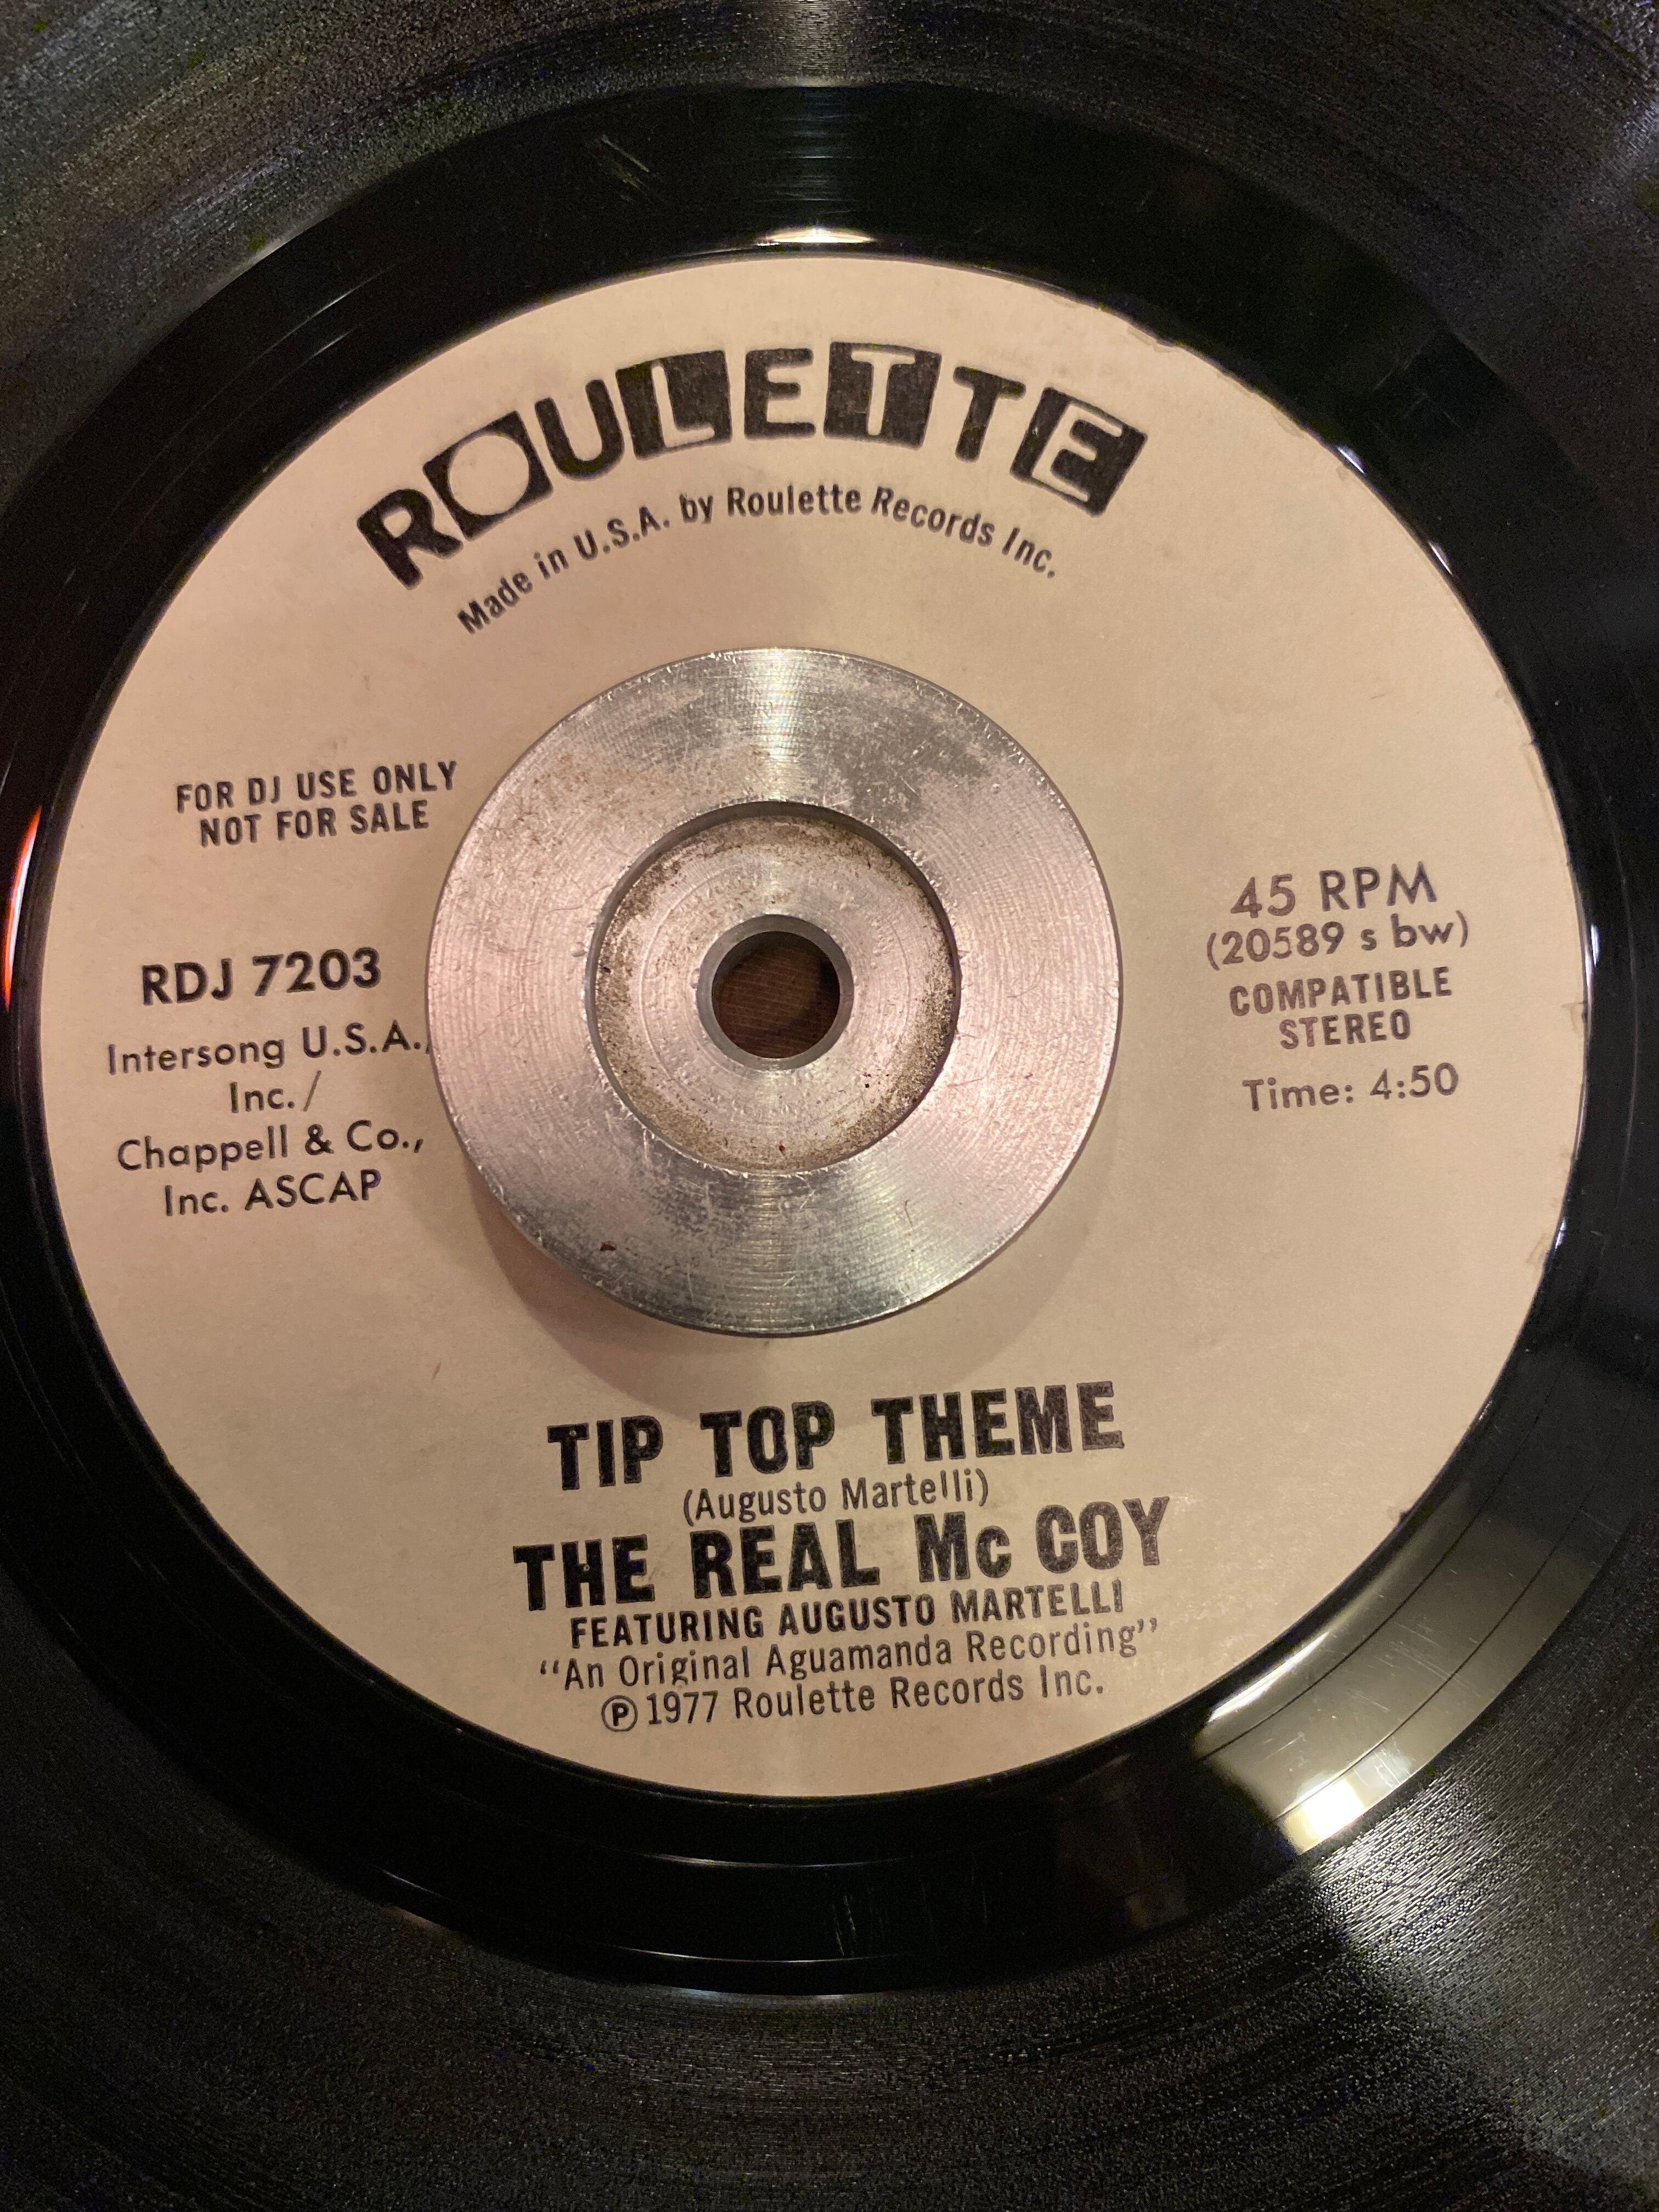 ROULETTE
Made in U.S.A. by Roulette Records Inc.
FOR DJ USE ONLY
NOT FOR SALE
RDJ 7203
Intersong U.S.A.,
Inc./
Chappell & Co.,
Inc. ASCAP
45 RPM
(20589 s bw)
COMPATIBLE
STEREO
Time: 4:50
TIP TOP THEME
(Augusto Martelli)
THE REAL Mc COY
FEATURING AUGUSTO MARTELLI
“An Original Aguamanda Recording”
Ⓟ 1977 Roulette Records Inc.